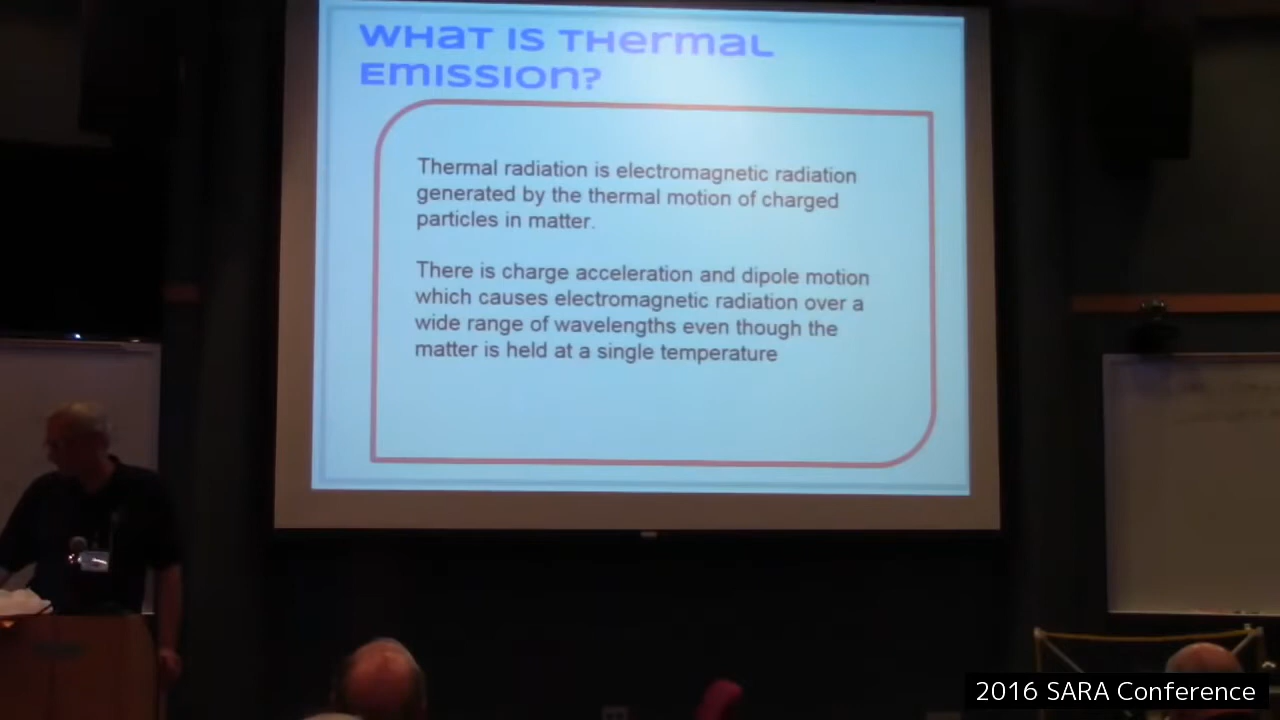 WHAT IS THERMAL
EMISSION?
Thermal radiation is electromagnetic radiation
generated by the thermal motion of charged
particles in matter.
There is charge acceleration and dipole motion
which causes electromagnetic radiation over a
wide range of wavelengths even though the
matter is held at a single temperature
2016 SARA Conference